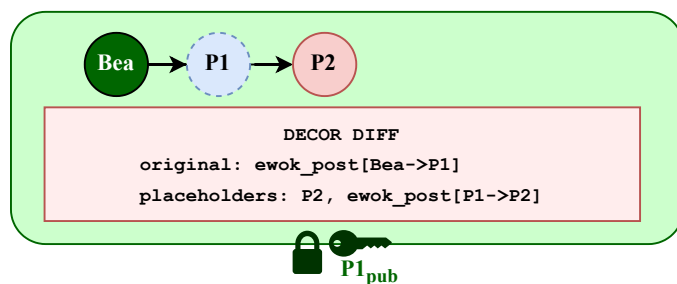 Bea P1 P2
DECOR DIFF
original: ewok_post[Bea->P1]
placeholders: P2, ewok_post[P1->P2]
P1pub